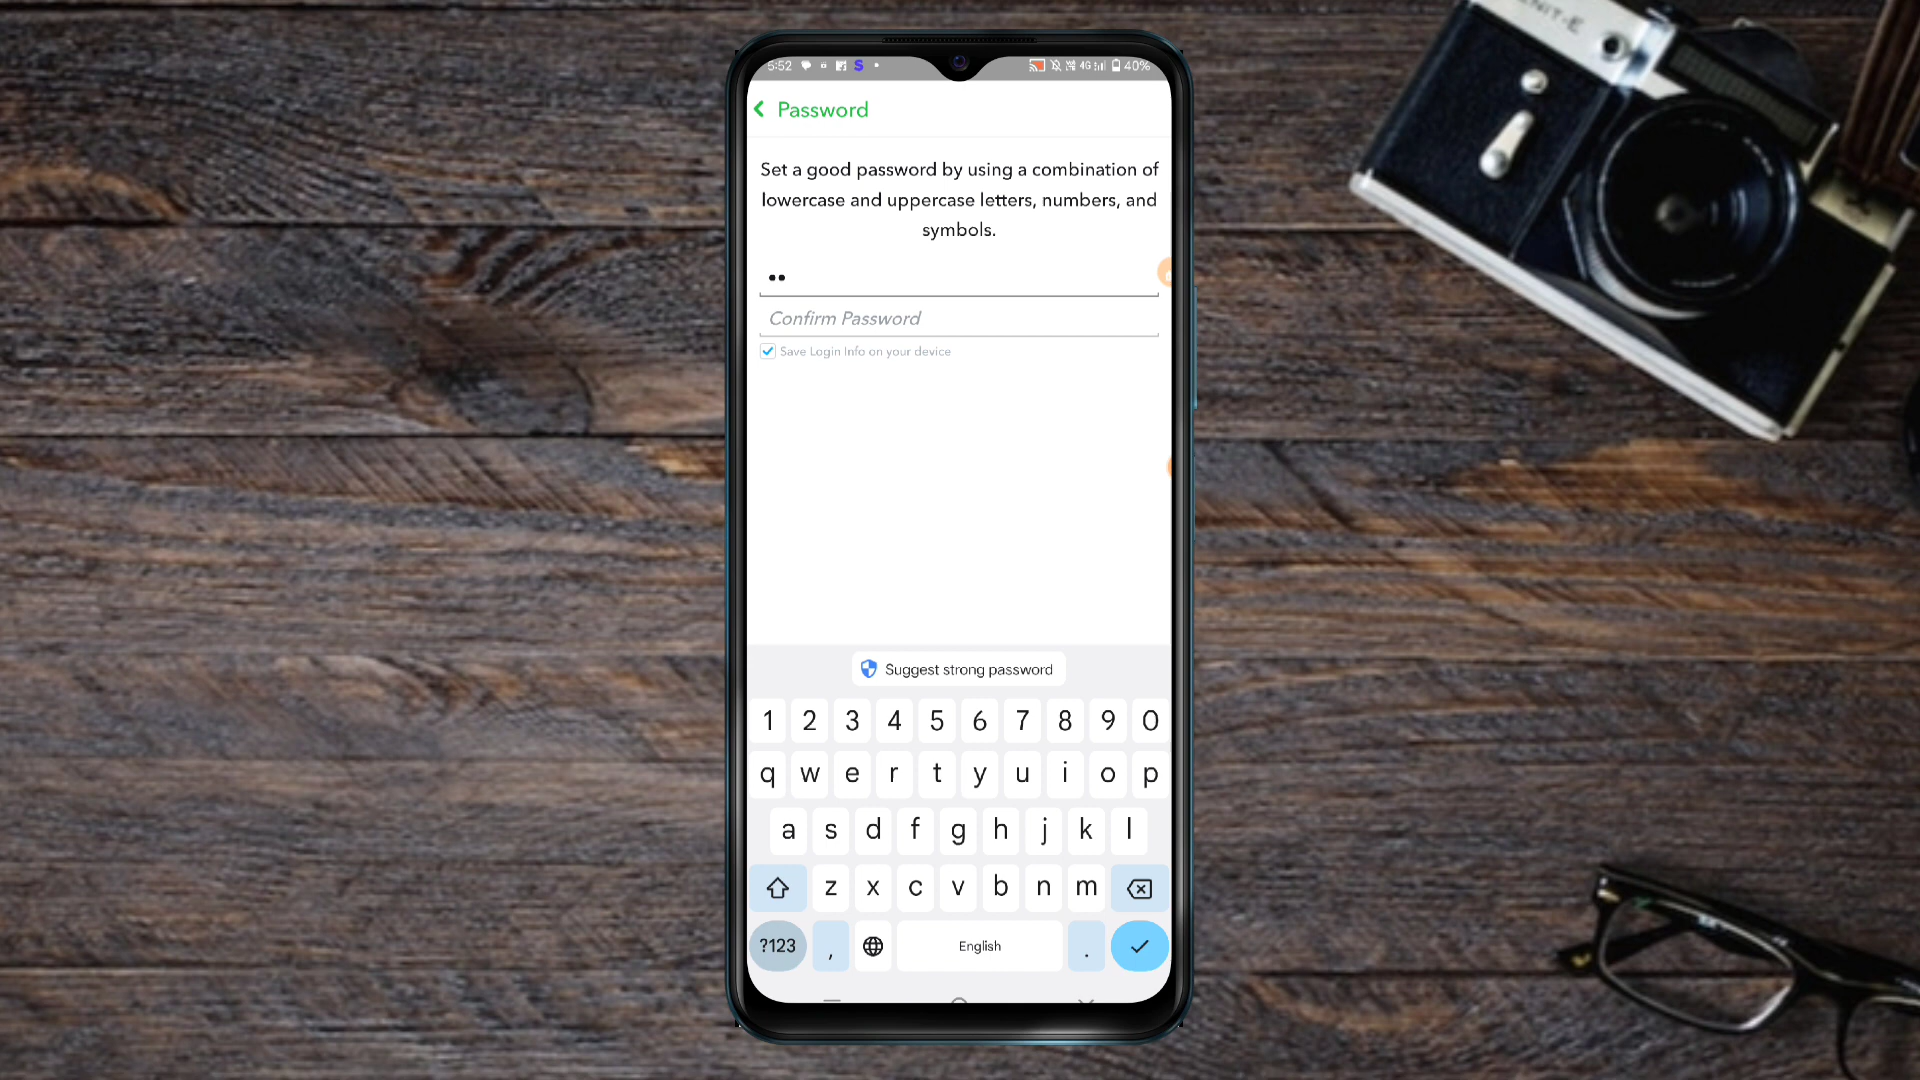 NIT-E
5:52 S 4G 40%
Password
Set a good password by using a combination of
lowercase and uppercase letters, numbers, and
symbols.
••
Confirm Password
Save Login Info on your device
Suggest strong password
1 2 3 4 5 6 7 8 9 0
q w e r t y u i o p
a s d f g h j k l
z x c v b n m
?123 , English .